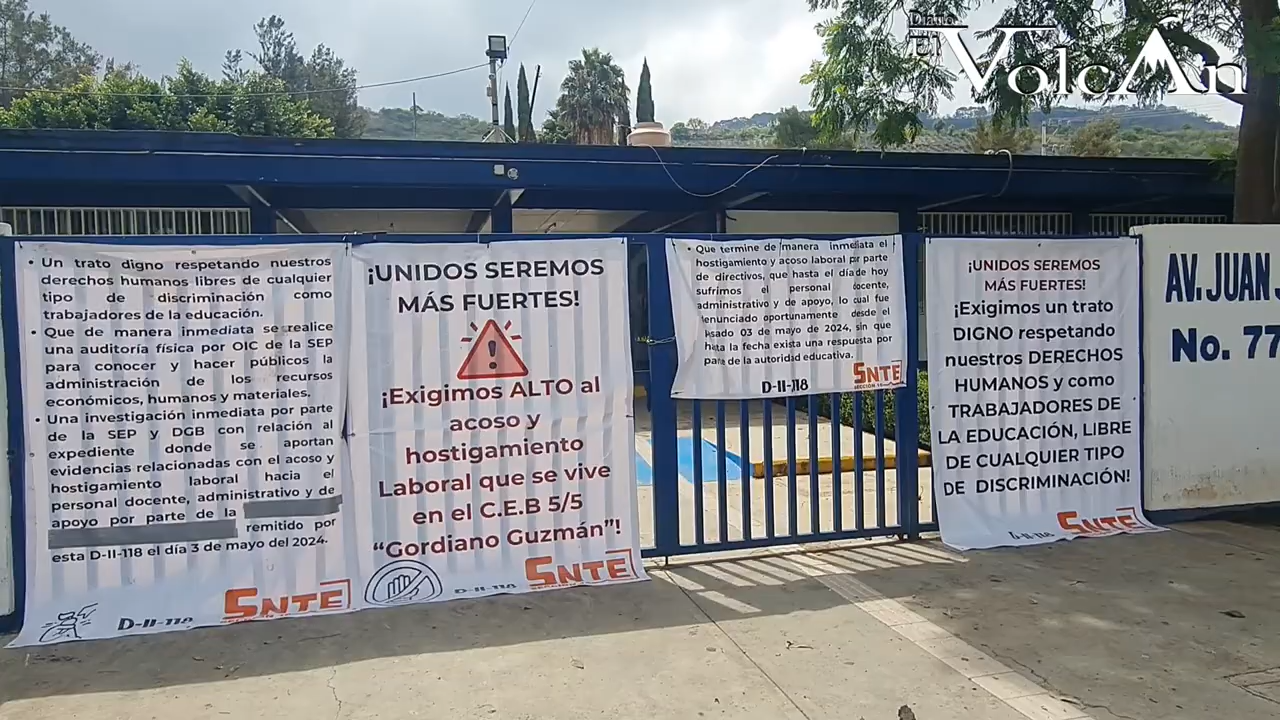 Diario
El Volcán
• Un trato digno respetando nuestros
derechos humanos libres de cualquier
tipo de discriminación como
trabajadores de la educación.
• Que de manera inmediata se realice
una auditoría física por OIC de la SEP
para conocer y hacer públicos la
administración de los recursos
económicos, humanos y materiales.
• Una investigación inmediata por parte
de la SEP y DGB con relación al
expediente donde se aportan
evidencias relacionadas con el acoso y
hostigamiento laboral hacia el
personal docente, administrativo y de
apoyo por parte de la
remitido por
esta D-II-118 el día 3 de mayo del 2024.
D-II-118
SNTE
¡UNIDOS SEREMOS
MÁS FUERTES!
¡Exigimos ALTO al
acoso y
hostigamiento
Laboral que se vive
en el C.E.B 5/5
“Gordiano Guzmán”!
D-II-118
SNTE
• Que termine de manera inmediata el
hostigamiento y acoso laboral por parte
de directivos, que hasta el día de hoy
sufrimos el personal docente,
administrativo y de apoyo, lo cual fue
denunciado oportunamente desde el
pasado 03 de mayo de 2024, sin que
hasta la fecha exista una respuesta por
parte de la autoridad educativa.
D-II-118
SNTE
¡UNIDOS SEREMOS
MÁS FUERTES!
¡Exigimos un trato
DIGNO respetando
nuestros DERECHOS
HUMANOS y como
TRABAJADORES DE
LA EDUCACIÓN, LIBRE
DE CUALQUIER TIPO
DE DISCRIMINACIÓN!
D-II-118
SNTE
AV. JUAN
No. 77